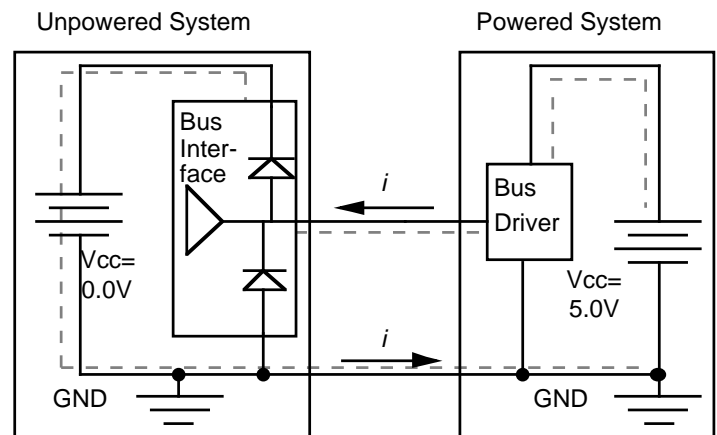 Unpowered System
Powered System
Bus
Inter-
face
Vcc=
0.0V
i
Bus
Driver
Vcc=
5.0V
i
GND
GND